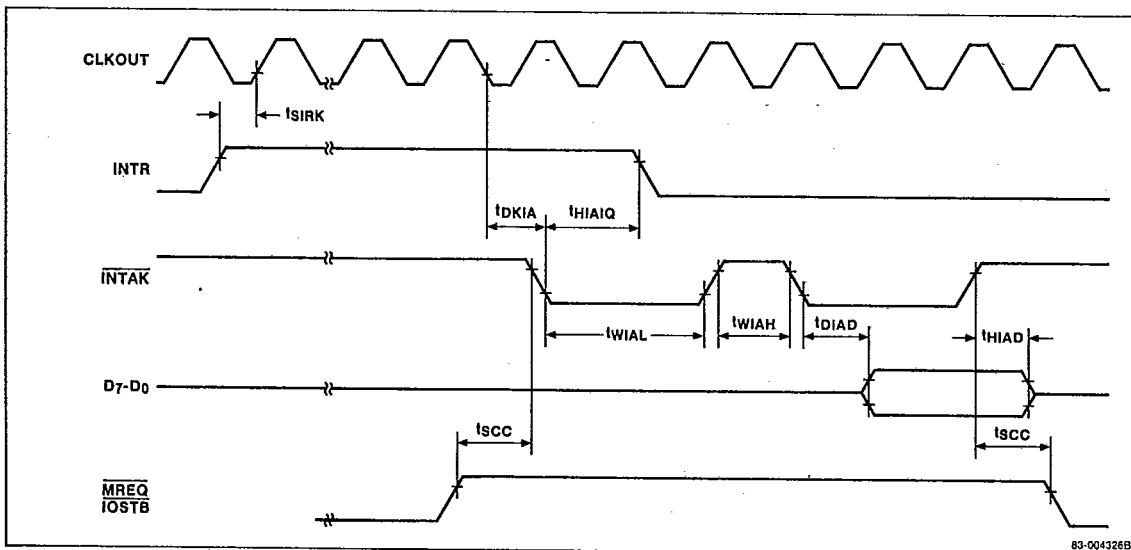 CLKOUT
tSIRK
INTR
tDKIA
tHIAIQ
INTAK
tWIAL
tWIAH
tDIAD
tHIAD
D7-D0
tSCC
tSCC
MREQ
IOSTB
83-004326B